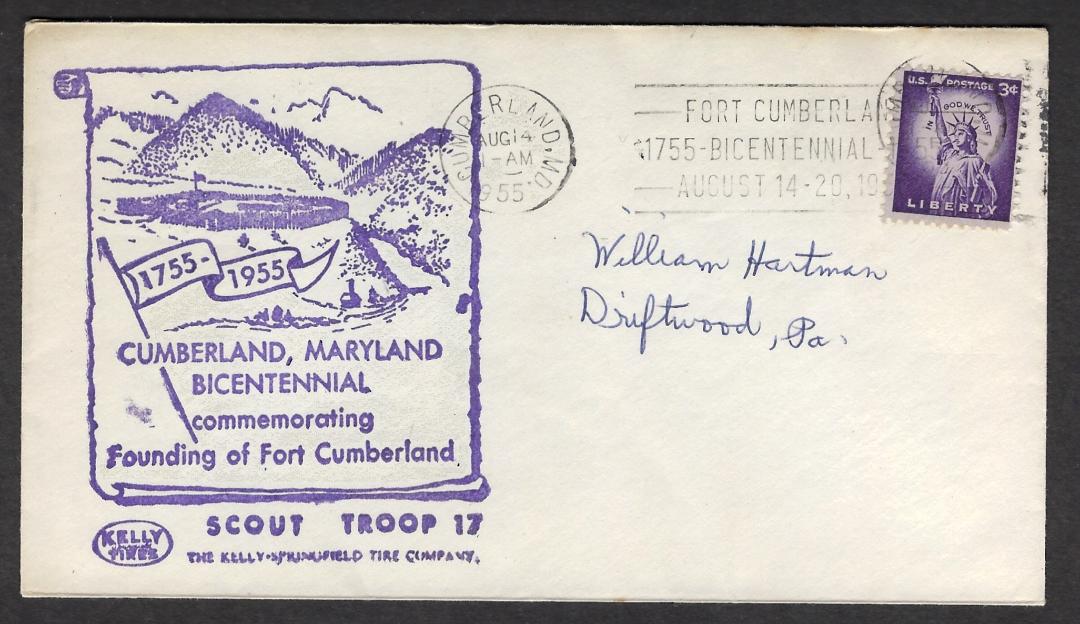 1755-
1955
CUMBERLAND, MARYLAND
BICENTENNIAL
commemorating
Founding of Fort Cumberland
KELLY
TIRES
SCOUT TROOP 17
THE KELLY-SPRINGFIELD TIRE COMPANY.
CUMBERLAND, MD.
AUG 14
1-AM
1955
FORT CUMBERLA
1755-BICENTENNIAL
AUGUST 14-20, 19
U.S. POSTAGE 3¢
IN GOD WE TRUST
LIBERTY
William Hartman
Driftwood, Pa.